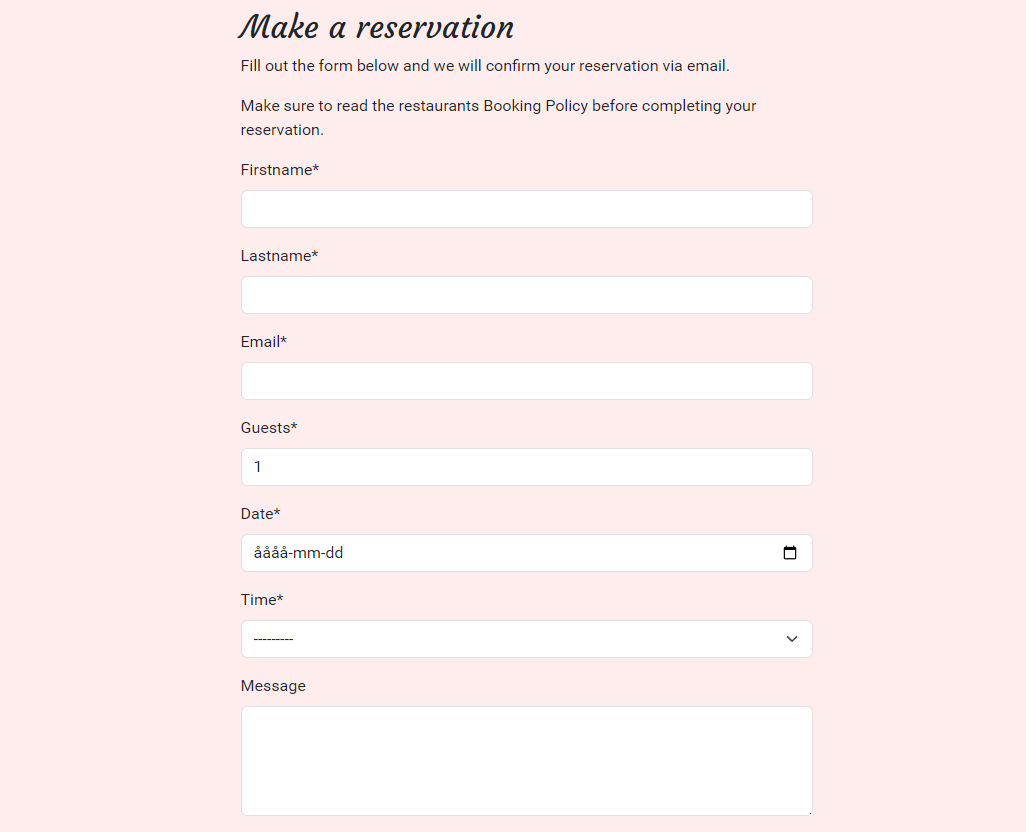 Make a reservation
Fill out the form below and we will confirm your reservation via email.
Make sure to read the restaurants Booking Policy before completing your
reservation.
Firstname*
Lastname*
Email*
Guests*
1
Date*
åååå-mm-dd
Time*
---------
Message